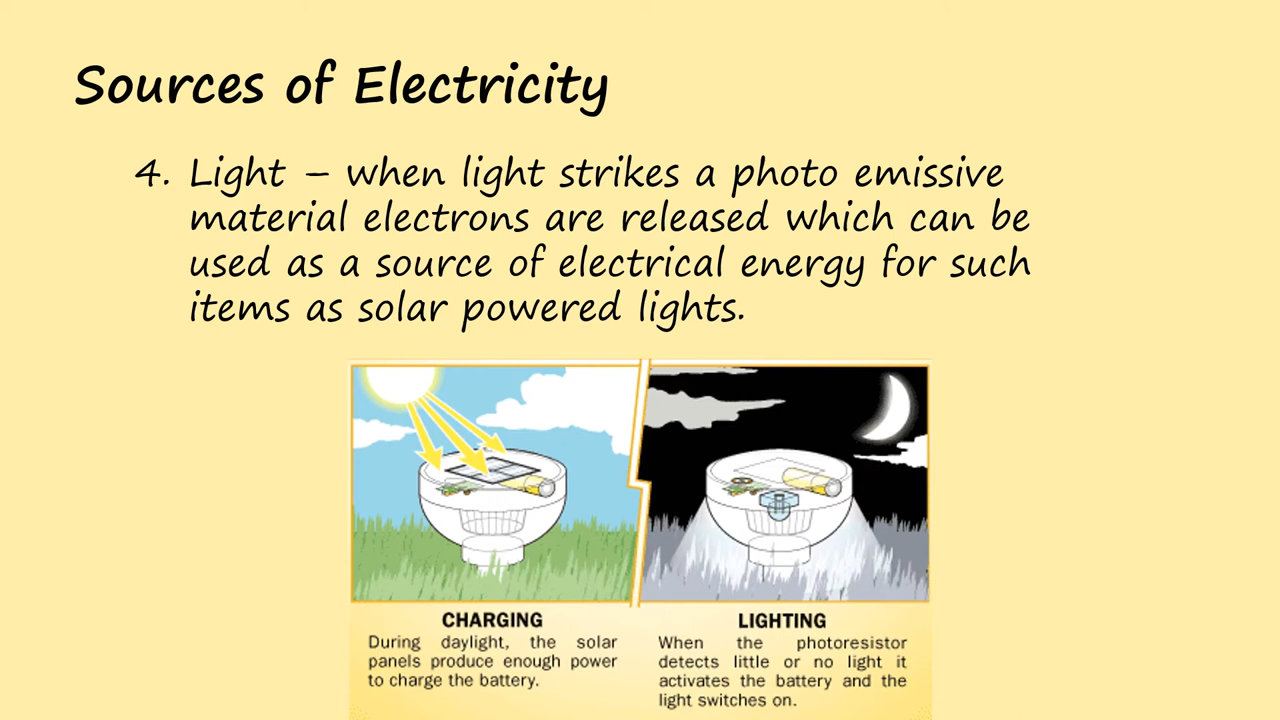 Sources of Electricity
4. Light – when light strikes a photo emissive
material electrons are released which can be
used as a source of electrical energy for such
items as solar powered lights.
CHARGING
During daylight, the solar
panels produce enough power
to charge the battery.
LIGHTING
When the photoresistor
detects little or no light it
activates the battery and the
light switches on.